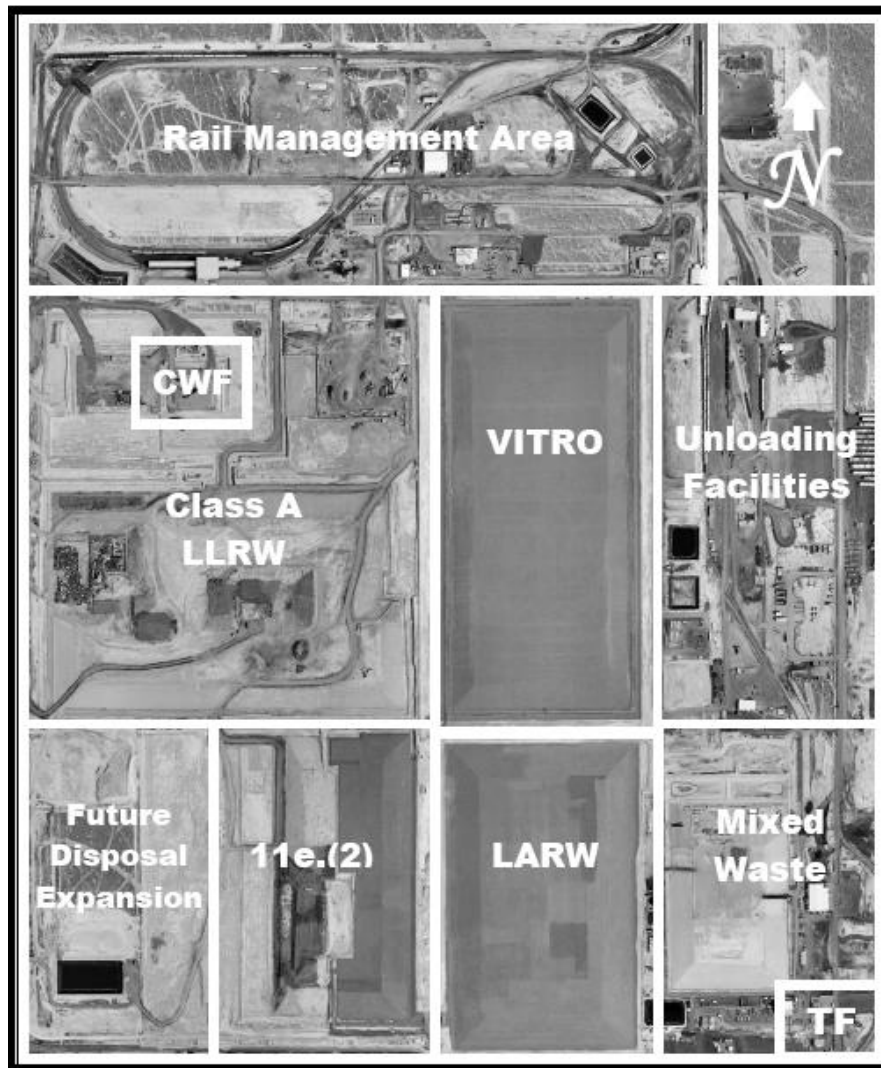 Rail Management Area
N
CWF
Class A
LLRW
VITRO
Unloading
Facilities
Future
Disposal
Expansion
11e.(2)
LARW
Mixed
Waste
TF